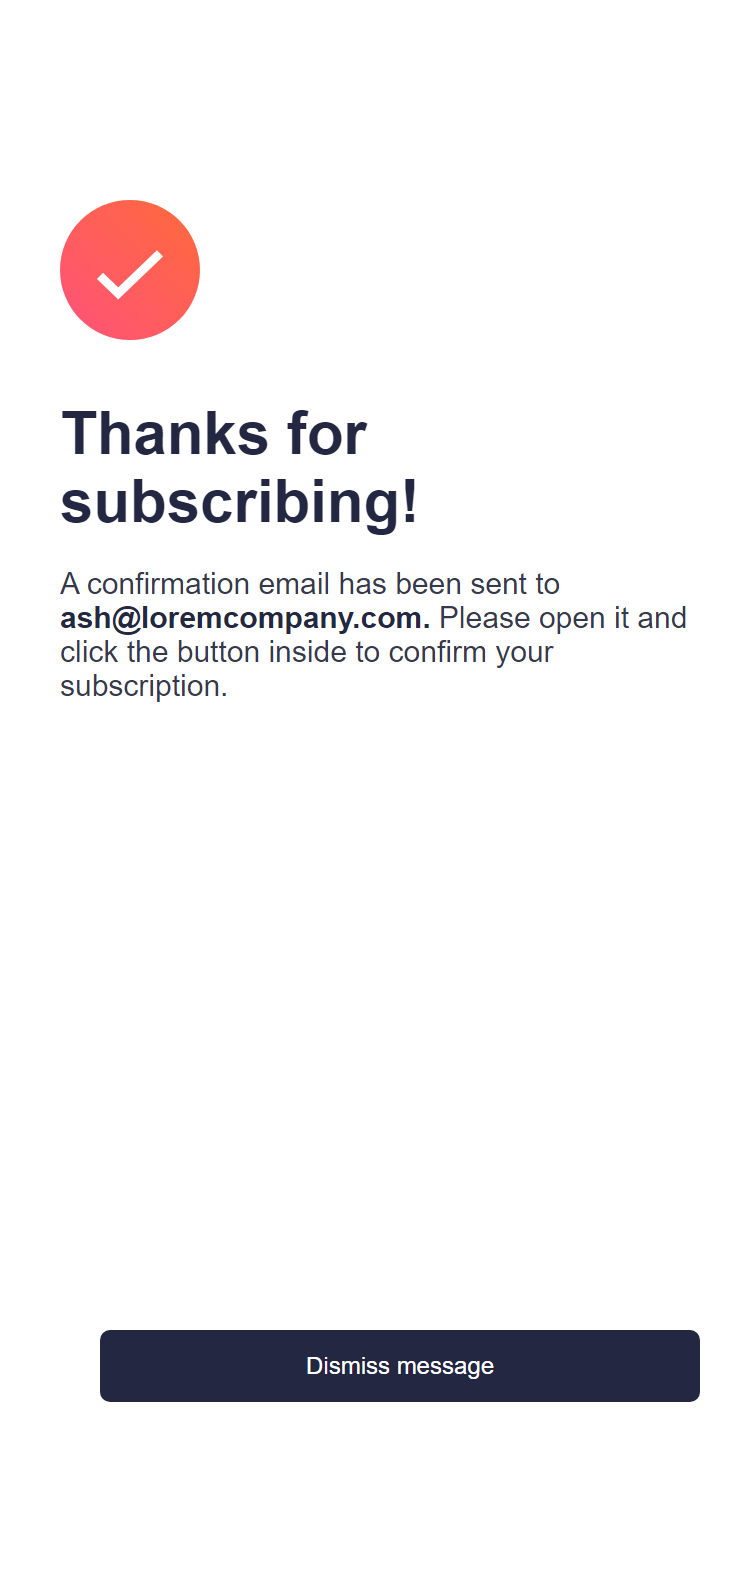 Thanks for
subscribing!
A confirmation email has been sent to
ash@loremcompany.com. Please open it and
click the button inside to confirm your
subscription.
Dismiss message